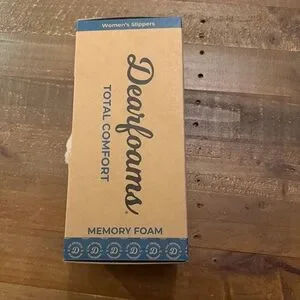 Women's Slippers
Dearfoams
TOTAL COMFORT
MEMORY FOAM
D D D D D D